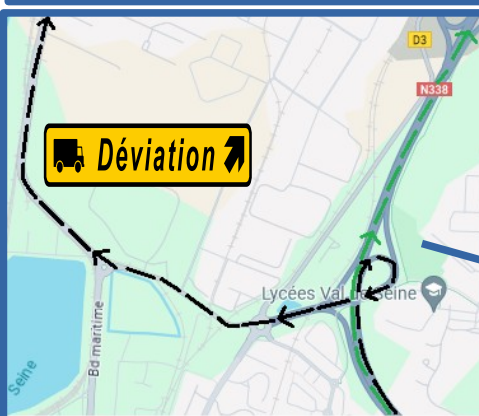 D3
N338
Déviation
Lycées Val de Seine
Bd maritime
Seine